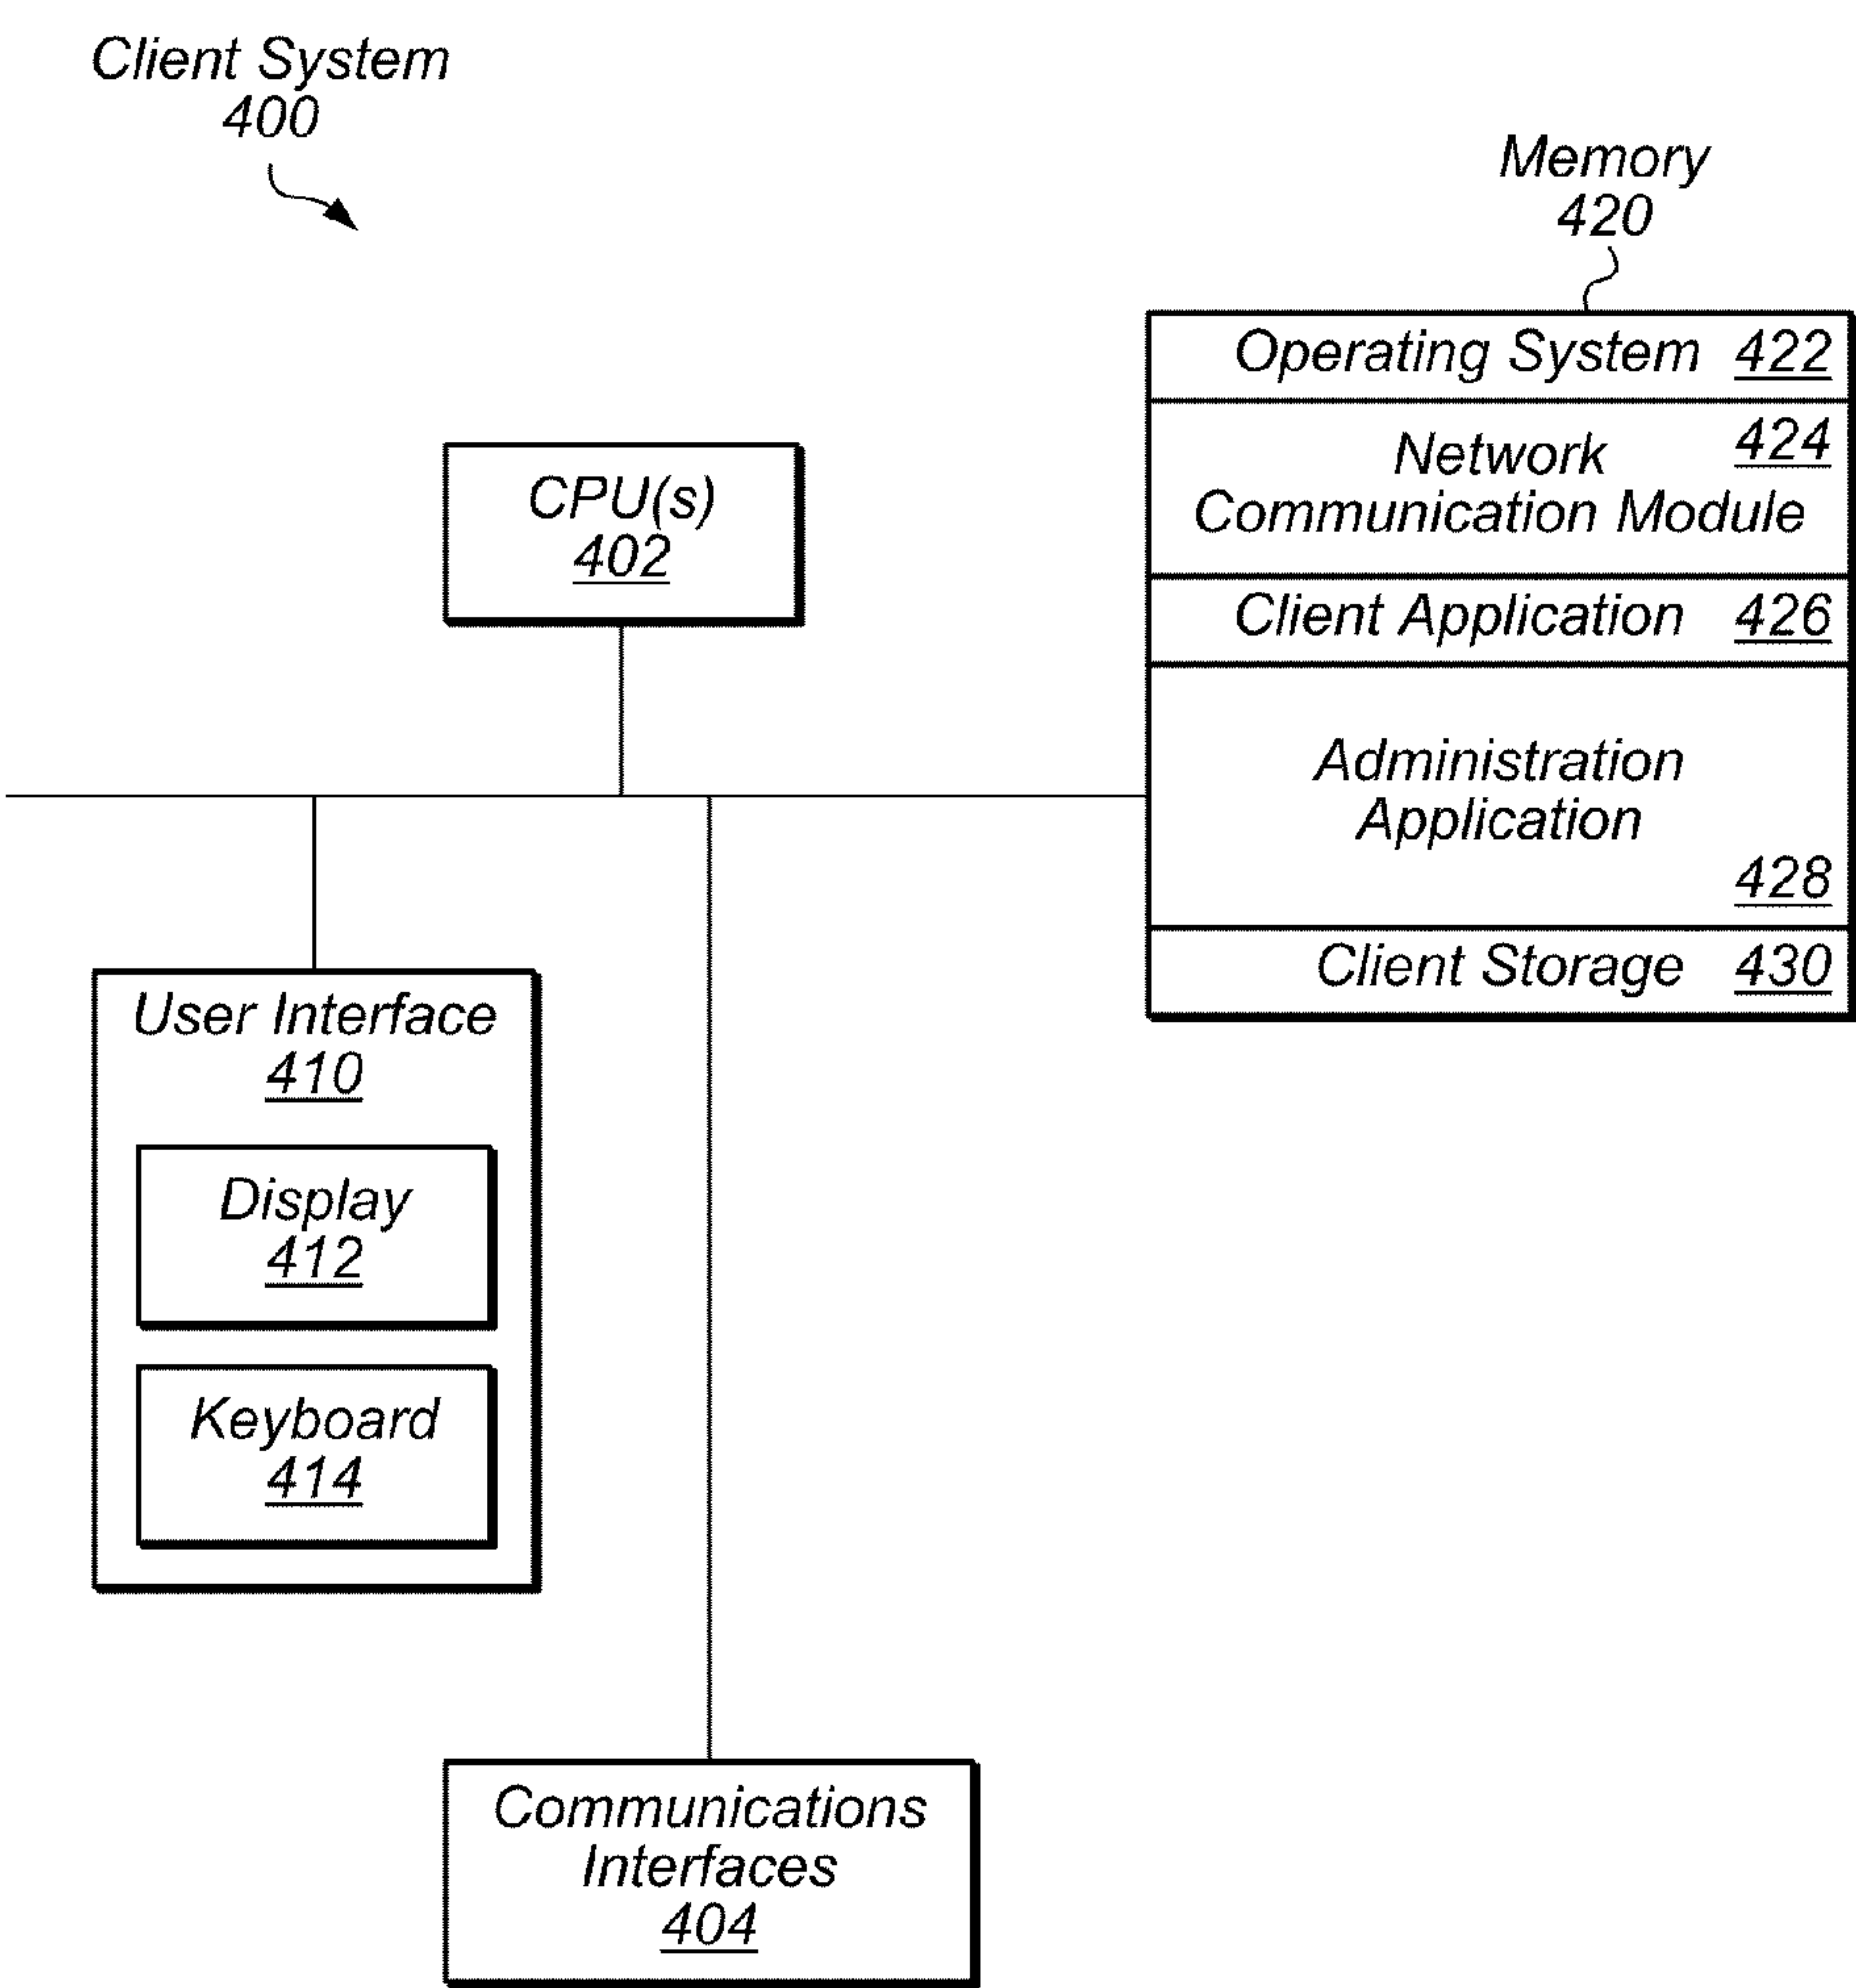 Client System
400
Memory
420
Operating System 422
424
Network
Communication Module
Client Application 426
Administration
Application
428
Client Storage 430
CPU(s)
402
User Interface
410
Display
412
Keyboard
414
Communications
Interfaces
404